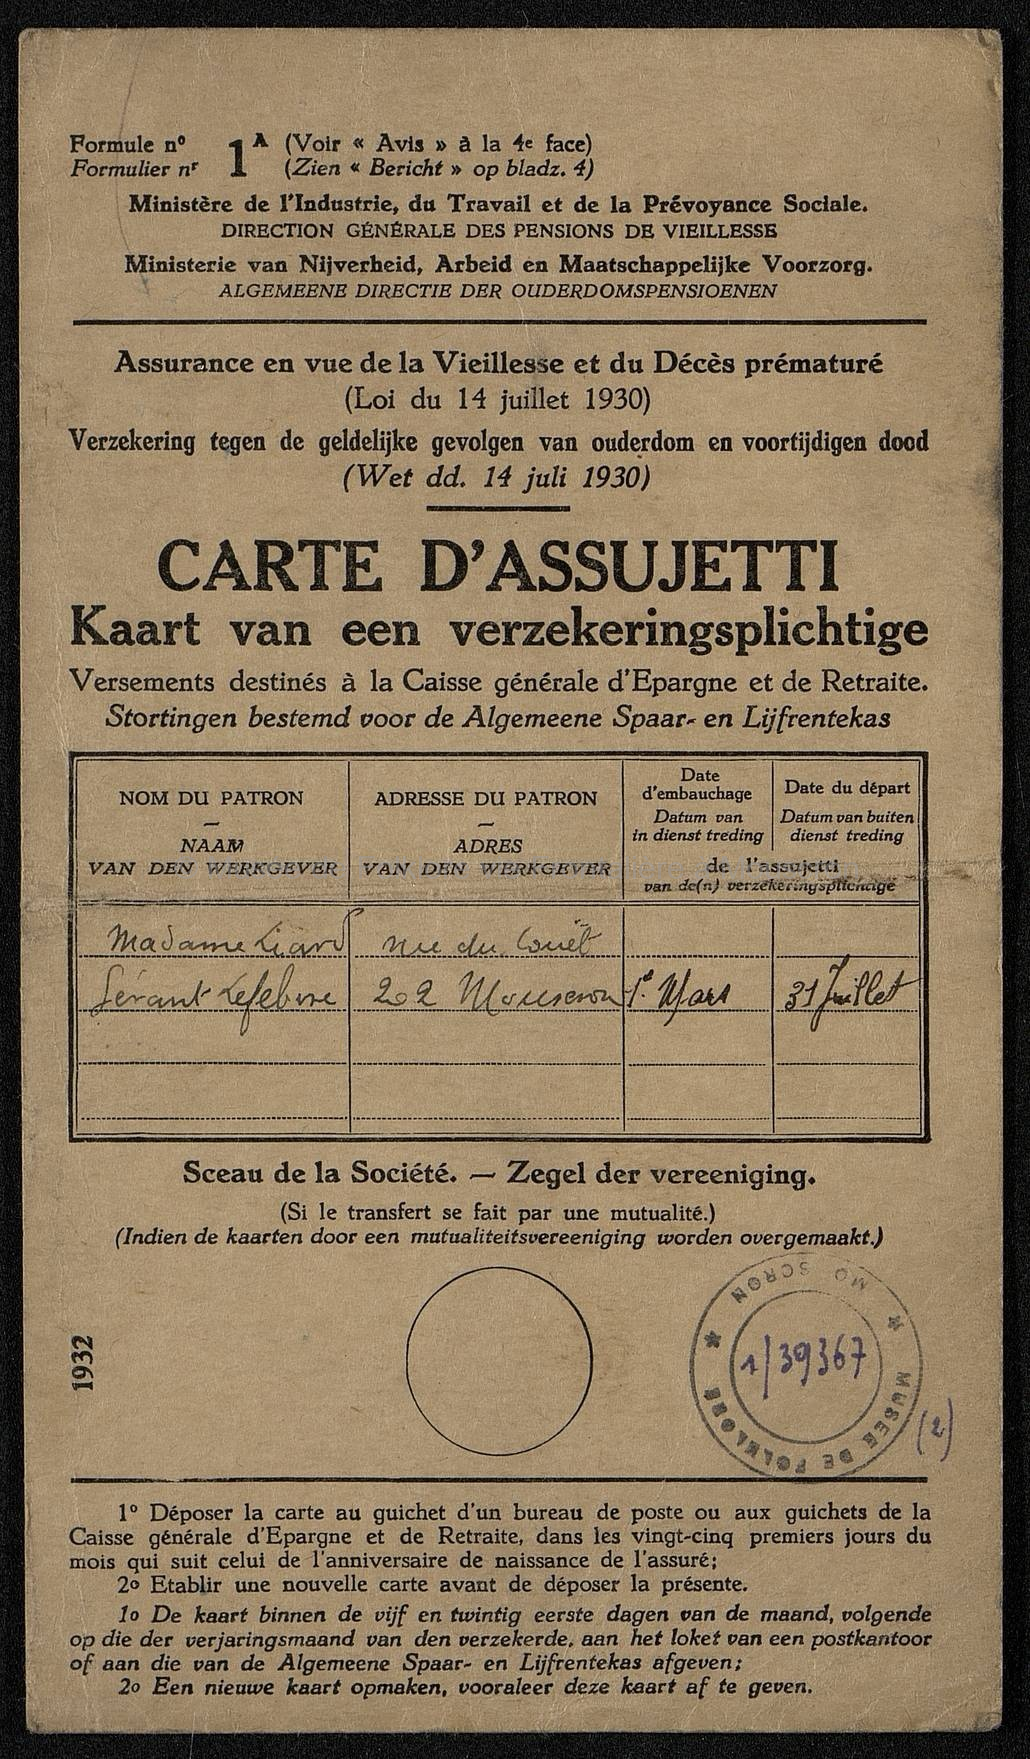 Formule nº 1A (Voir « Avis » à la 4e face)
Formulier nr (Zien « Bericht » op bladz. 4)
Ministère de l'Industrie, du Travail et de la Prévoyance Sociale.
DIRECTION GÉNÉRALE DES PENSIONS DE VIEILLESSE
Ministerie van Nijverheid, Arbeid en Maatschappelijke Voorzorg.
ALGEMEENE DIRECTIE DER OUDERDOMSPENSIOENEN
Assurance en vue de la Vieillesse et du Décès prématuré
(Loi du 14 juillet 1930)
Verzekering tegen de geldelijke gevolgen van ouderdom en voortijdigen dood
(Wet dd. 14 juli 1930)
CARTE D'ASSUJETTI
Kaart van een verzekeringsplichtige
Versements destinés à la Caisse générale d'Epargne et de Retraite.
Stortingen bestemd voor de Algemeene Spaar- en Lijfrentekas
NOM DU PATRON
—
NAAM
VAN DEN WERKGEVER
ADRESSE DU PATRON
—
ADRES
VAN DEN WERKGEVER
Date
d'embauchage
Datum van
in dienst treding
Date du départ
Datum van buiten
dienst treding
de l'assujetti
van de(n) verzekeringsplichtige
Madame Liard rue du
Gérant Lefebvre 202 Mouscron 1e Mars 31 Juillet
Sceau de la Société. — Zegel der vereeniging.
(Si le transfert se fait par une mutualité.)
(Indien de kaarten door een mutualiteitsvereeniging worden overgemaakt.)
1932
MUSEE DE FOLKLORE * MO SCRON *
1/39367
(2)
1º Déposer la carte au guichet d'un bureau de poste ou aux guichets de la
Caisse générale d'Epargne et de Retraite, dans les vingt-cinq premiers jours du
mois qui suit celui de l'anniversaire de naissance de l'assuré;
2º Etablir une nouvelle carte avant de déposer la présente.
1o De kaart binnen de vijf en twintig eerste dagen van de maand, volgende
op die der verjaringsmaand van den verzekerde, aan het loket van een postkantoor
of aan die van de Algemeene Spaar- en Lijfrentekas afgeven;
2o Een nieuwe kaart opmaken, vooraleer deze kaart af te geven.